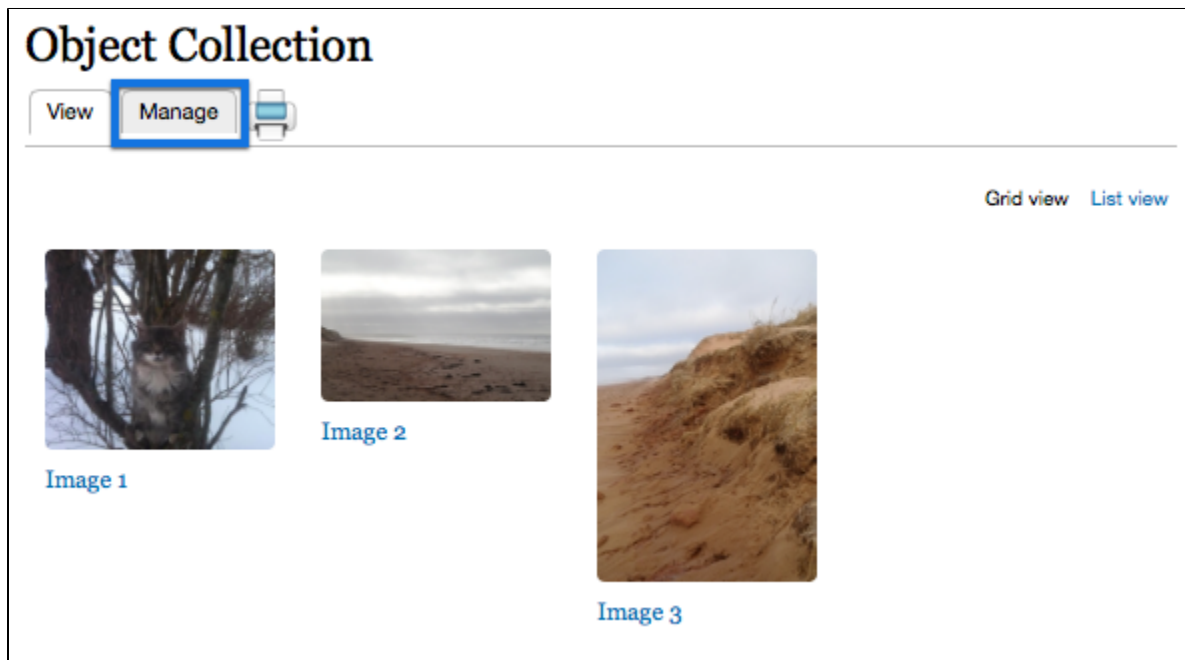 Object Collection
View Manage
Grid view List view
Image 1
Image 2
Image 3